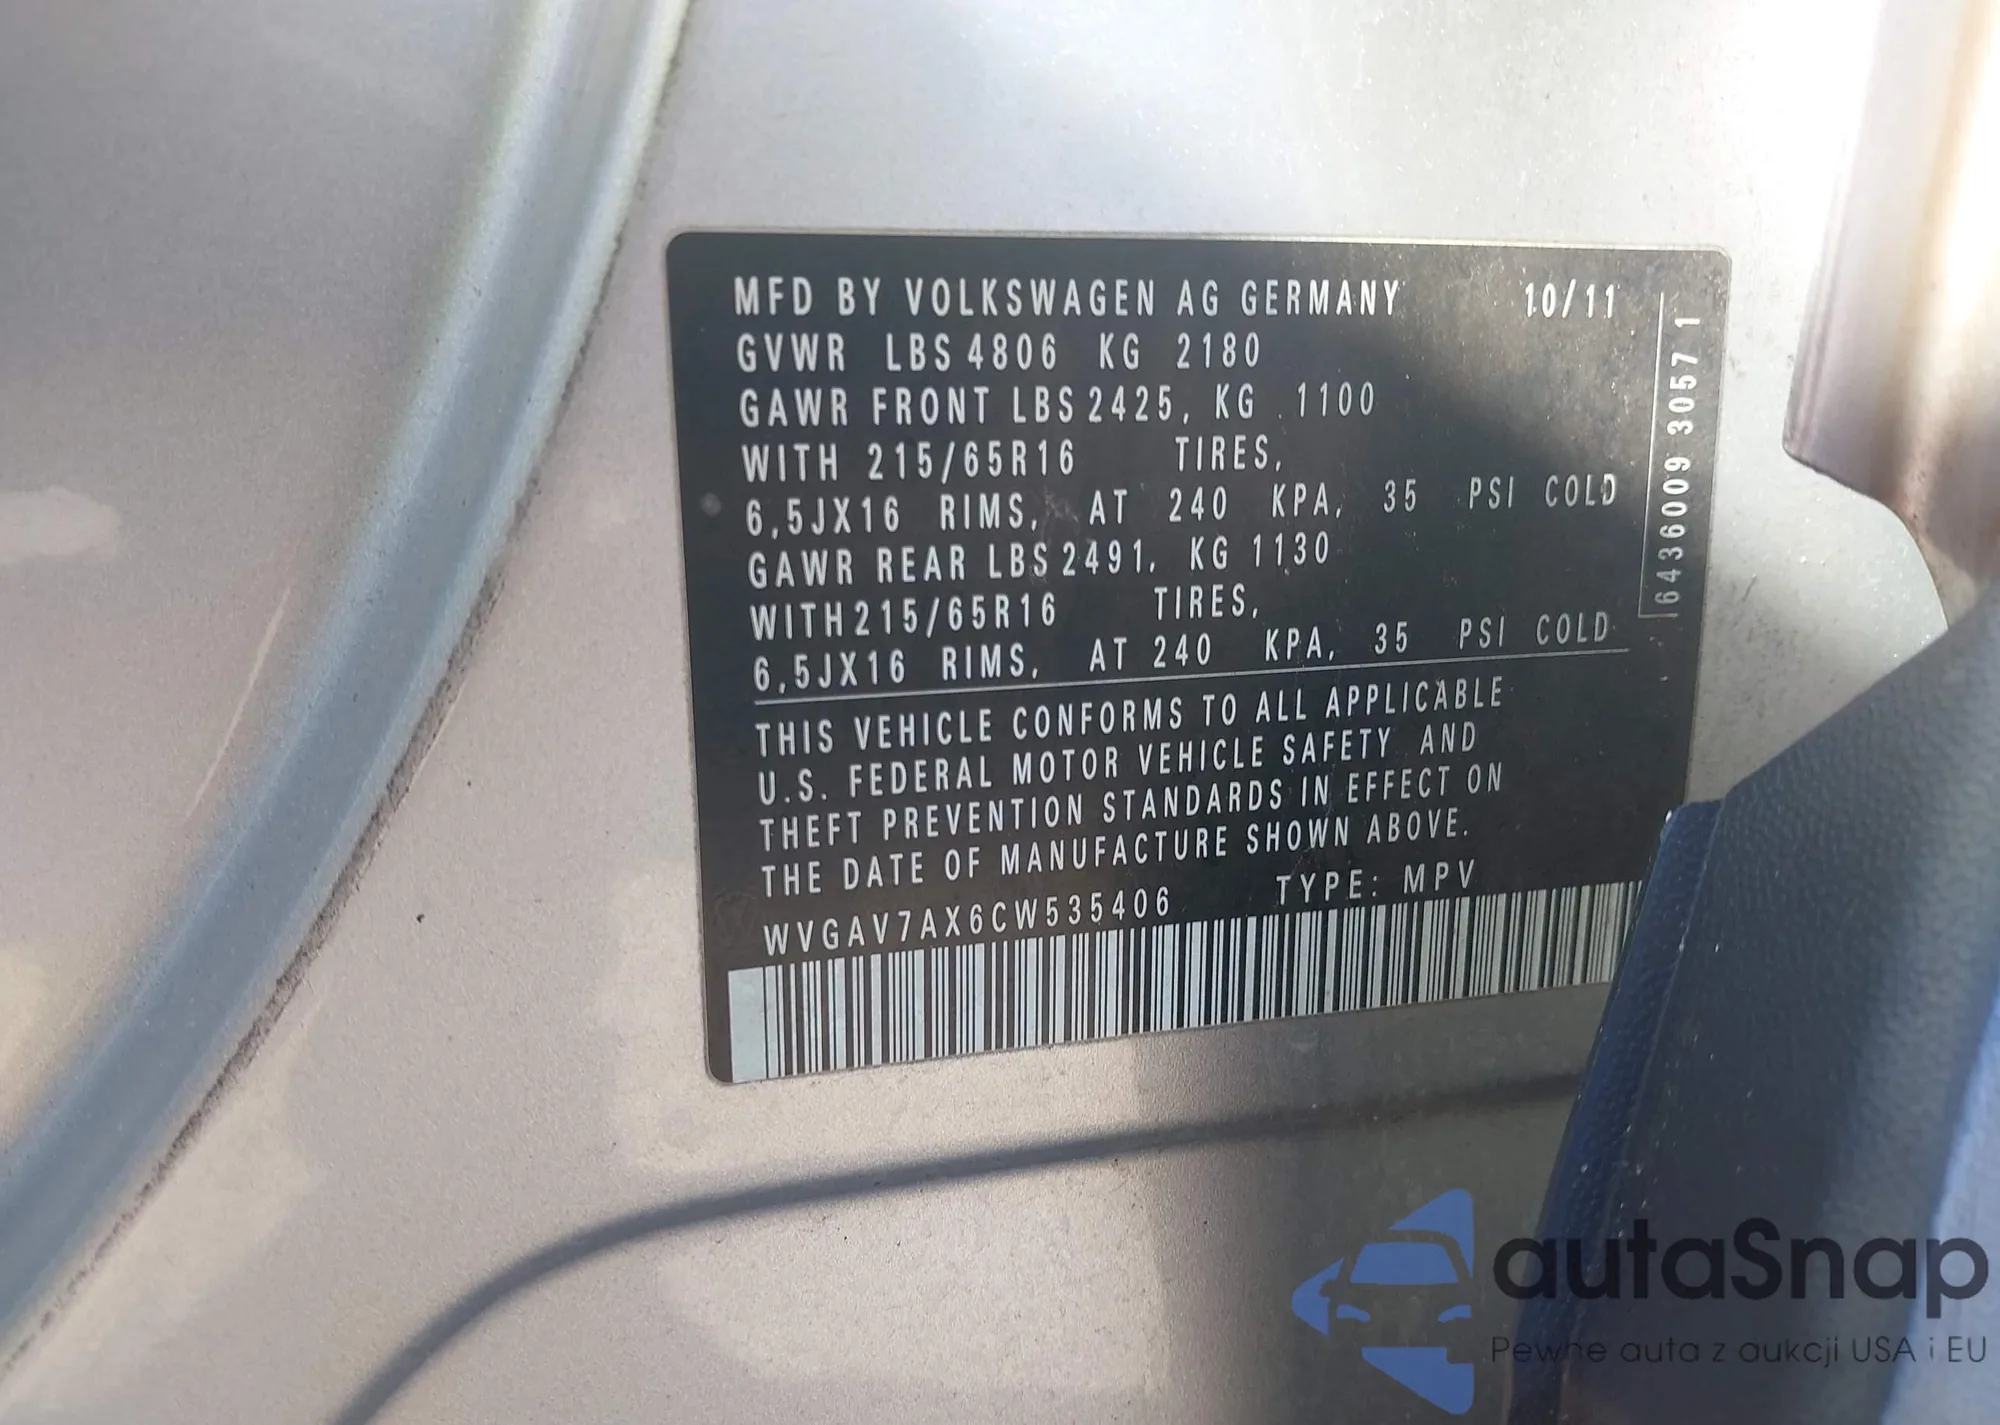 MFD BY VOLKSWAGEN AG GERMANY 10/11
GVWR LBS 4806 KG 2180
GAWR FRONT LBS 2425, KG 1100
WITH 215/65R16 TIRES,
6,5JX16 RIMS, AT 240 KPA, 35 PSI COLD
GAWR REAR LBS 2491, KG 1130
WITH 215/65R16 TIRES,
6,5JX16 RIMS, AT 240 KPA, 35 PSI COLD
THIS VEHICLE CONFORMS TO ALL APPLICABLE
U.S. FEDERAL MOTOR VEHICLE SAFETY AND
THEFT PREVENTION STANDARDS IN EFFECT ON
THE DATE OF MANUFACTURE SHOWN ABOVE.
WVGAV7AX6CW535406 TYPE: MPV
6436009 3057 1
autaSnap
Pewne auta z aukcji USA i EU